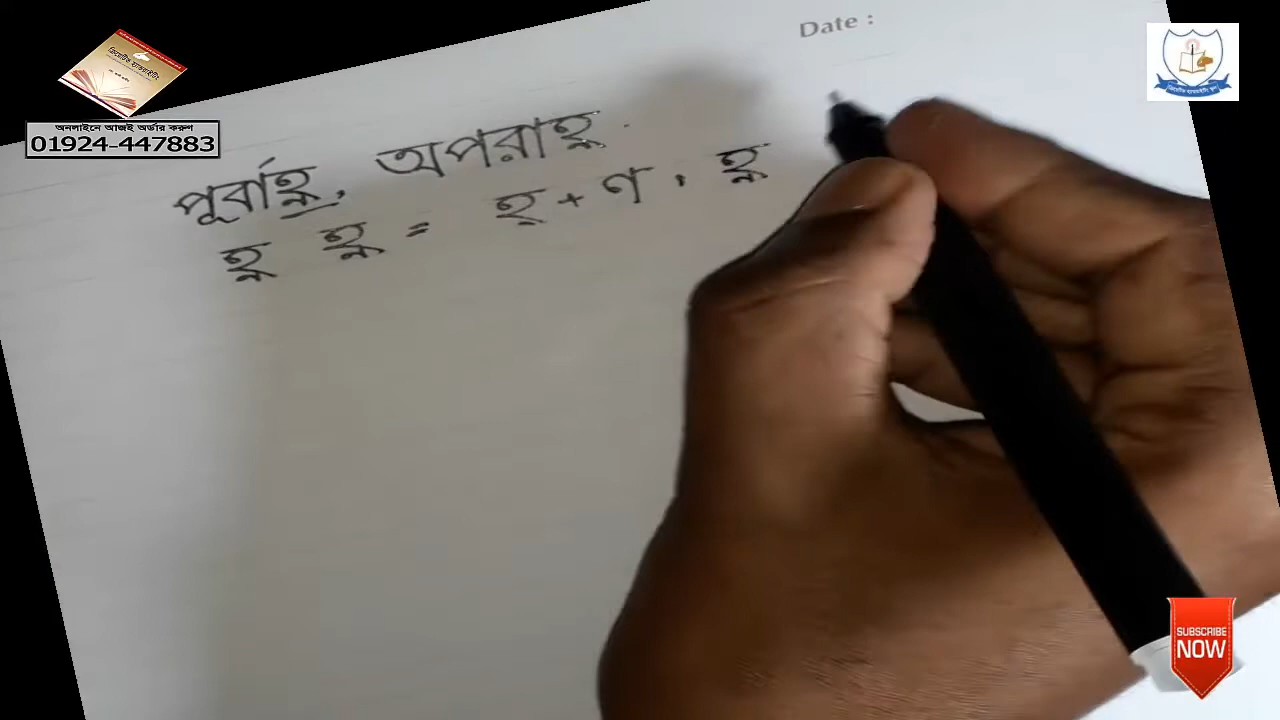 Date :
অনলাইনে আজই অর্ডার করুণ
01924-447883
পূর্বাহ্ণ, অপরাহ্ণ
হ্ণ হ্ণ = হ্ + ণ , হ্ণ
SUBSCRIBE
NOW